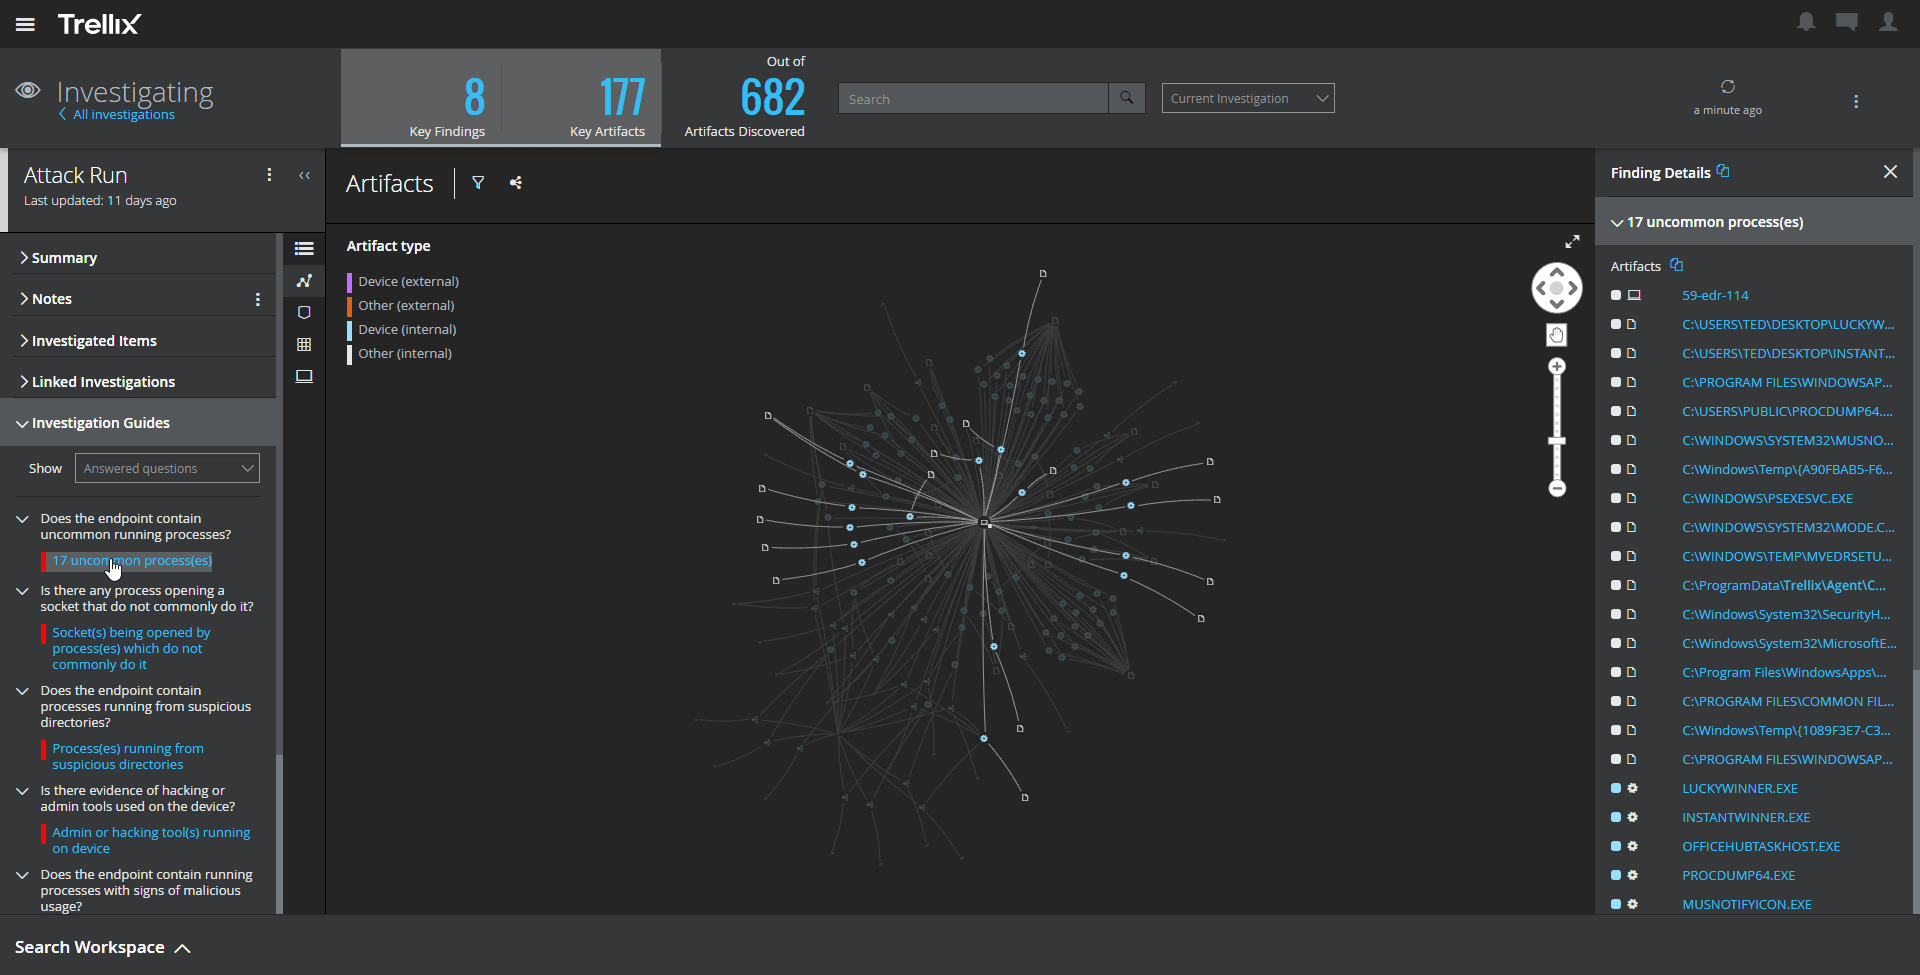 Trellix
Investigating
All investigations
8
Key Findings
177
Key Artifacts
Out of
682
Artifacts Discovered
Search
Current Investigation
a minute ago
Attack Run
Last updated: 11 days ago
Summary
Notes
Investigated Items
Linked Investigations
Investigation Guides
Show
Answered questions
Does the endpoint contain
uncommon running processes?
17 uncommon process(es)
Is there any process opening a
socket that do not commonly do it?
Socket(s) being opened by
process(es) which do not
commonly do it
Does the endpoint contain
processes running from suspicious
directories?
Process(es) running from
suspicious directories
Is there evidence of hacking or
admin tools used on the device?
Admin or hacking tool(s) running
on device
Does the endpoint contain running
processes with signs of malicious
usage?
Artifacts
Artifact type
Device (external)
Other (external)
Device (internal)
Other (internal)
Finding Details
17 uncommon process(es)
Artifacts
59-edr-114
C:\USERS\TED\DESKTOP\LUCKYW...
C:\USERS\TED\DESKTOP\INSTANT...
C:\PROGRAM FILES\WINDOWSAP...
C:\USERS\PUBLIC\PROCDUMP64....
C:\WINDOWS\SYSTEM32\MUSNO...
C:\Windows\Temp\{A90FBAB5-F6...
C:\WINDOWS\PSEXESVC.EXE
C:\WINDOWS\SYSTEM32\MODE.C...
C:\WINDOWS\TEMP\MVEDRSETU...
C:\ProgramData\Trellix\Agent\C...
C:\Windows\System32\SecurityH...
C:\Windows\System32\MicrosoftE...
C:\Program Files\WindowsApps\...
C:\PROGRAM FILES\COMMON FIL...
C:\Windows\Temp\{1089F3E7-C3...
C:\PROGRAM FILES\WINDOWSAP...
LUCKYWINNER.EXE
INSTANTWINNER.EXE
OFFICEHUBTASKHOST.EXE
PROCDUMP64.EXE
MUSNOTIFYICON.EXE
Search Workspace